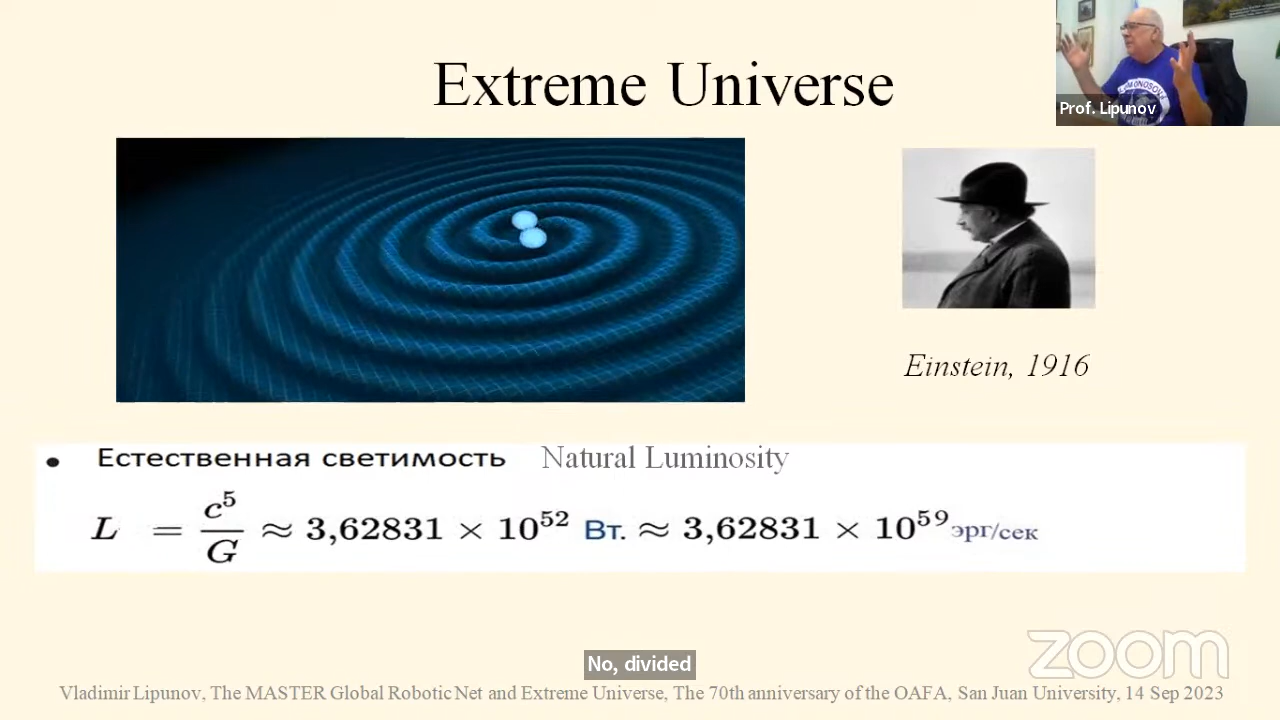 Extreme Universe
Prof. Lipunov
Einstein, 1916
• Естественная светимость Natural Luminosity
L = c⁵/G ≈ 3,62831 × 10⁵² Вт. ≈ 3,62831 × 10⁵⁹ эрг/сек
No, divided
zoom
Vladimir Lipunov, The MASTER Global Robotic Net and Extreme Universe, The 70th anniversary of the OAFA, San Juan University, 14 Sep 2023